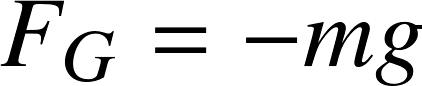 F_G = −mg